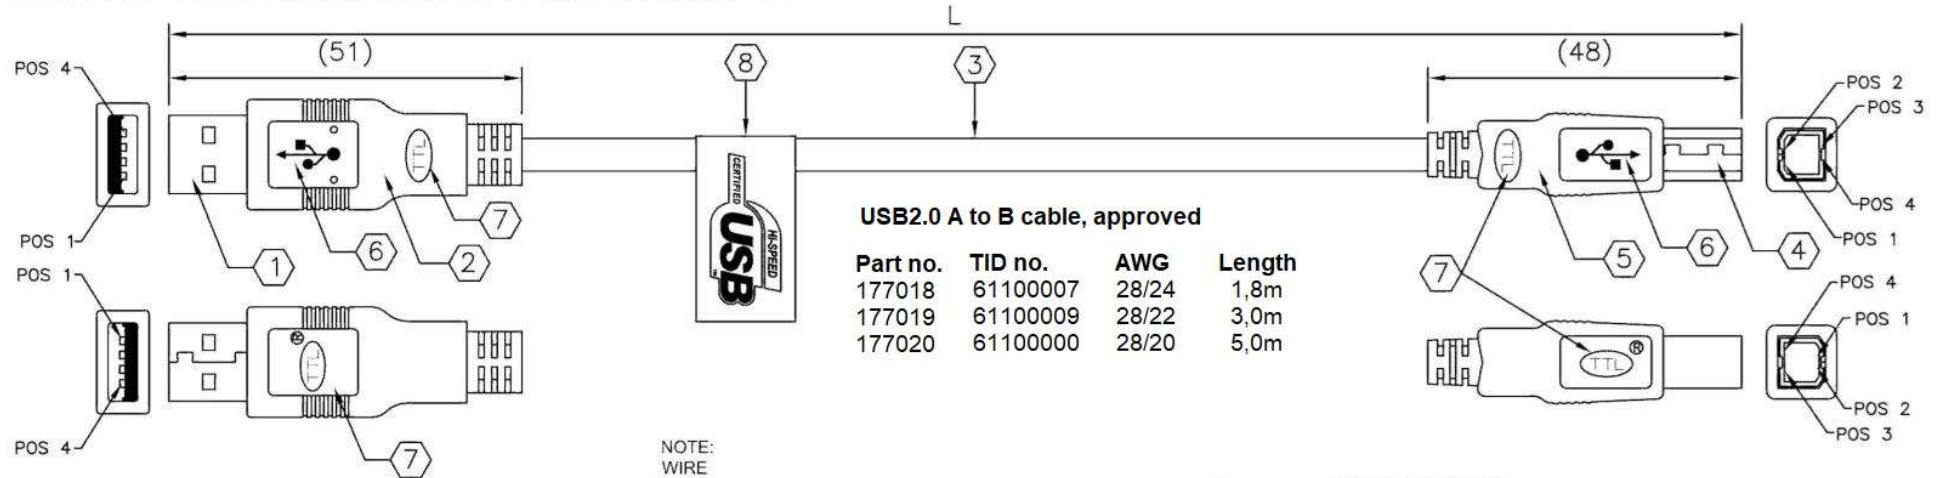 L
(51)
(48)
8
3
POS 4
POS 2
POS 3
TTL
TTL
7
POS 1
6
2
1
CERTIFIED
HI-SPEED
USB
™
POS 4
POS 1
7
5
6
4
USB2.0 A to B cable, approved
Part no. TID no. AWG Length
177018 61100007 28/24 1,8m
177019 61100009 28/22 3,0m
177020 61100000 28/20 5,0m
POS 1
POS 4
POS 4
POS 1
POS 2
POS 3
®
TTL
7
TTL ®
NOTE:
WIRE